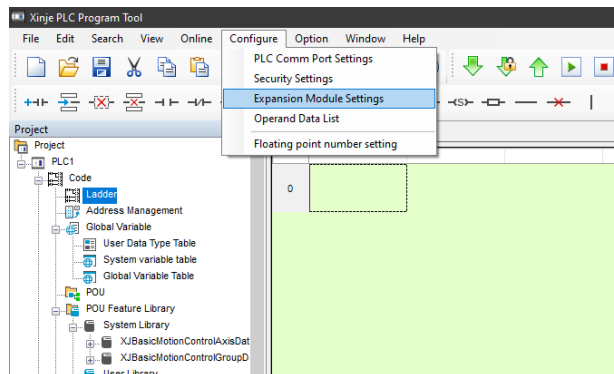 Xinje PLC Program Tool
File Edit Search View Online Configure Option Window Help
PLC Comm Port Settings
Security Settings
Expansion Module Settings
Operand Data List
Floating point number setting
Project
Project
PLC1
Code
Ladder
Address Management
Global Variable
User Data Type Table
System variable table
Global Variable Table
POU
POU Feature Library
System Library
XJBasicMotionControlAxisDat
XJBasicMotionControlGroupD
User Library
0